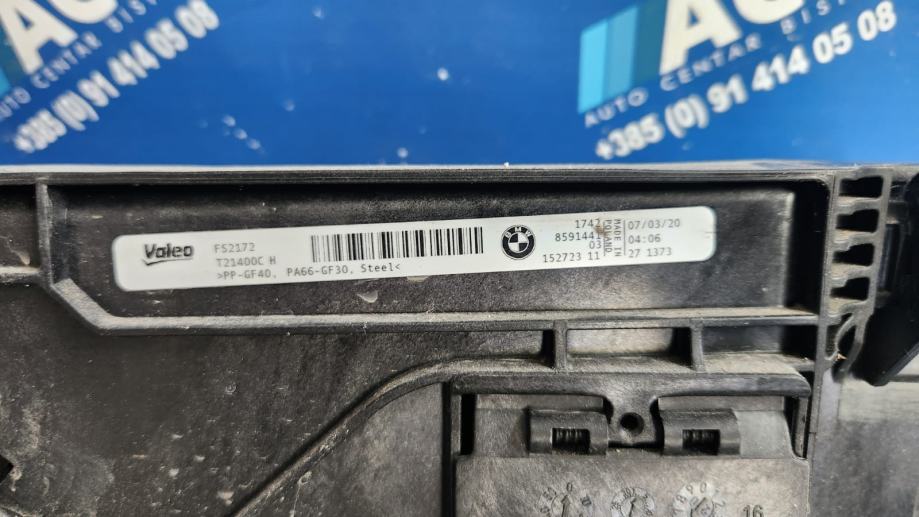 AUTO CENTAR BIST
+385 (0) 91 414 05 08
AUTO CENTAR BIST
+385 (0) 91 414 05 08
Valeo
FS2172
T21400C H
>PP-GF40, PA66-GF30, Steel<
BMW
1742
8591441
03
152723 11
MADE IN
POLAND
07/03/20
04:06
27 1373
16